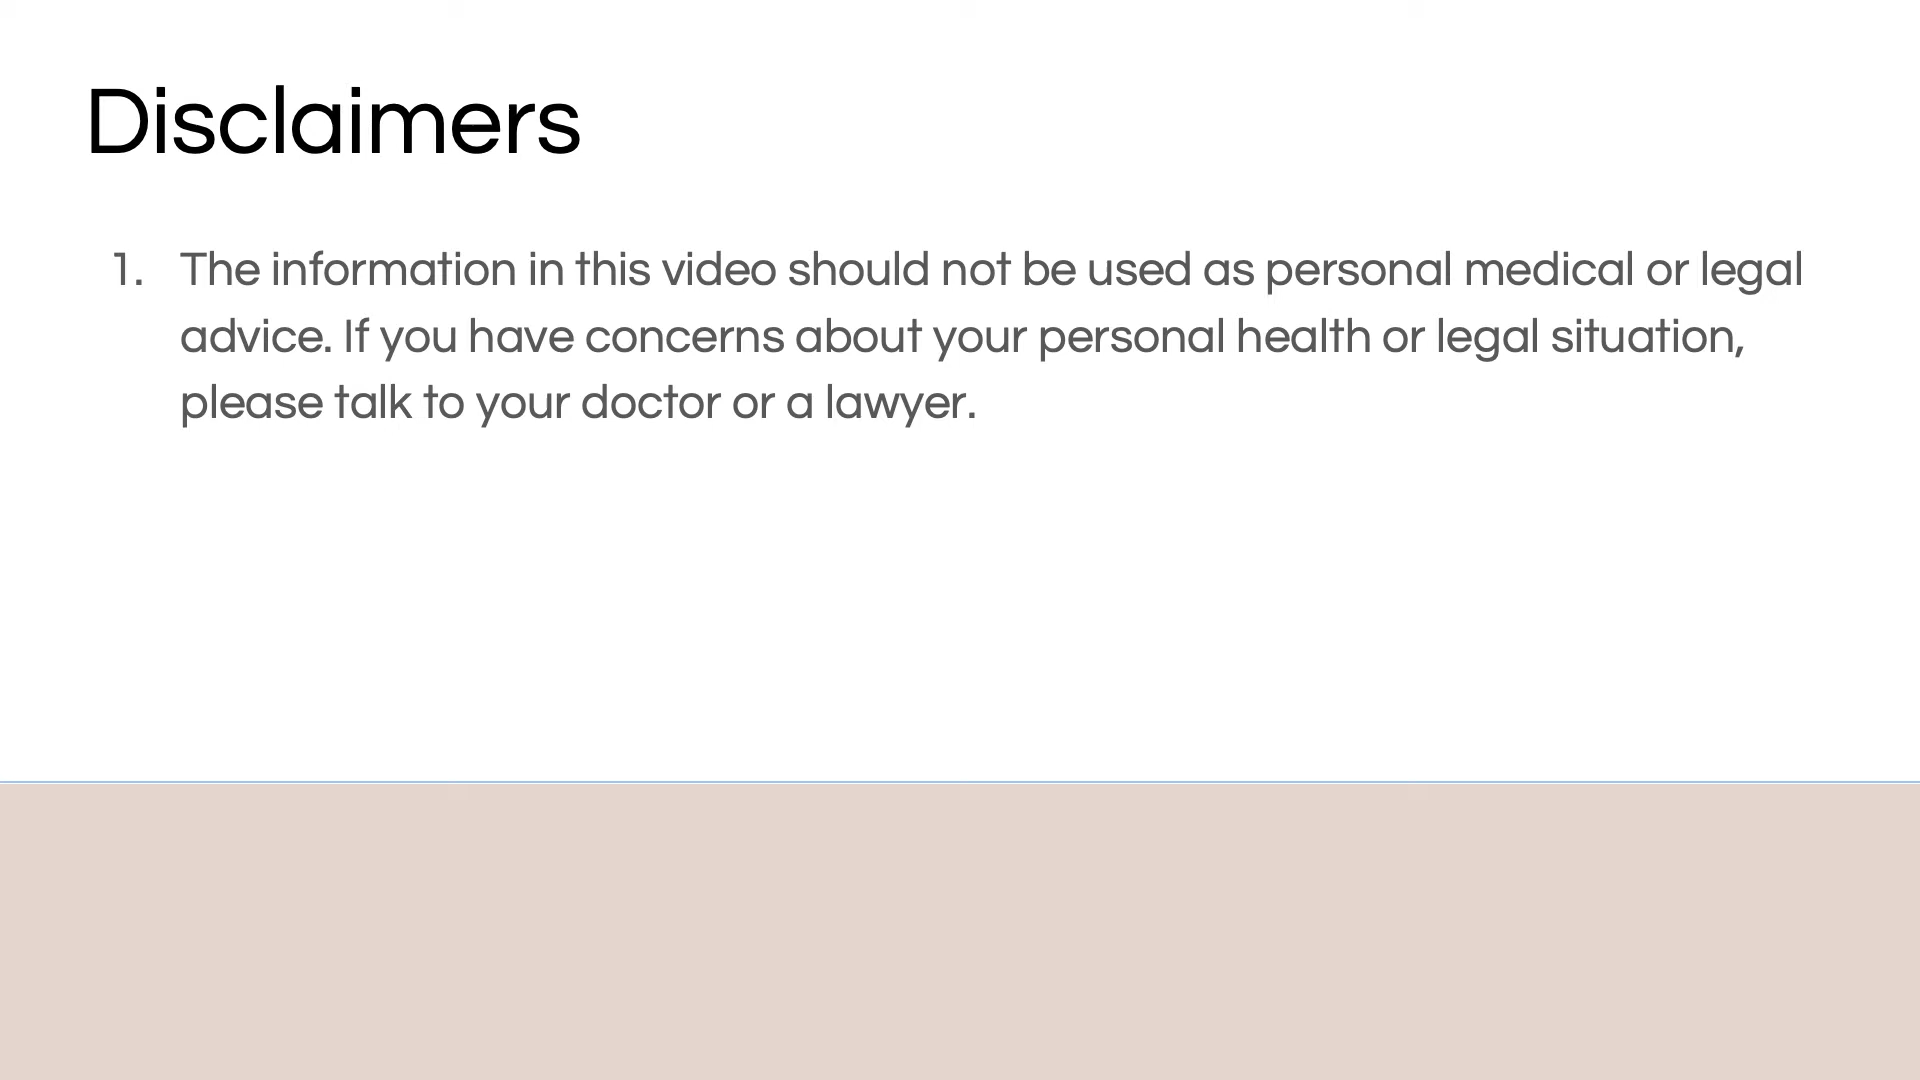 Disclaimers
1. The information in this video should not be used as personal medical or legal
advice. If you have concerns about your personal health or legal situation,
please talk to your doctor or a lawyer.